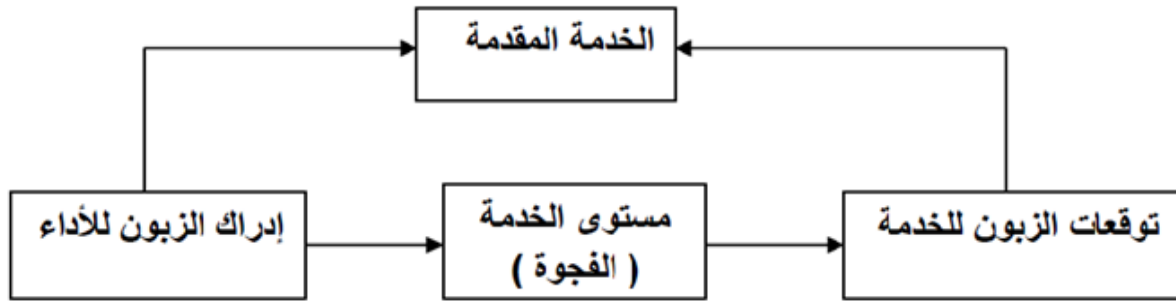 الخدمة المقدمة
توقعات الزبون للخدمة
مستوى الخدمة
( الفجوة )
إدراك الزبون للأداء